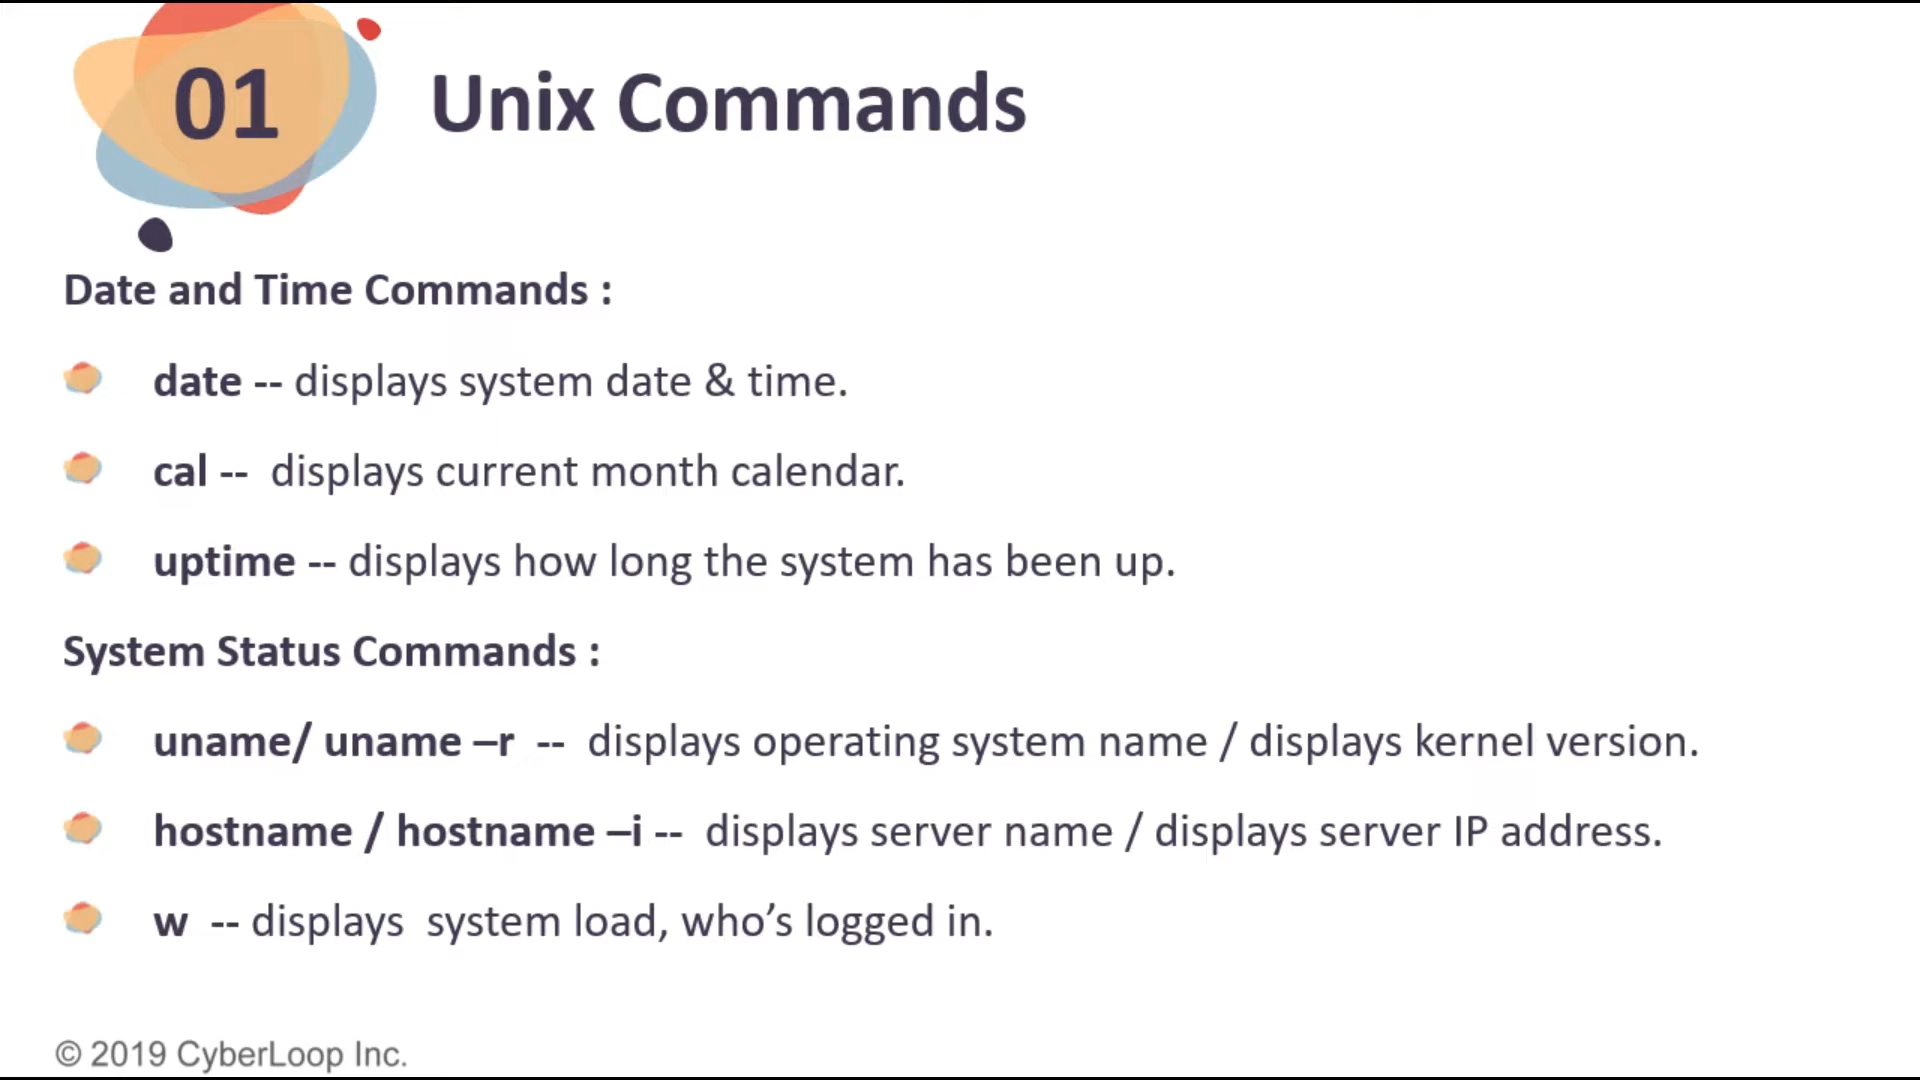 01
Unix Commands
Date and Time Commands :
date -- displays system date & time.
cal --  displays current month calendar.
uptime -- displays how long the system has been up.
System Status Commands :
uname/ uname –r  --  displays operating system name / displays kernel version.
hostname / hostname –i --  displays server name / displays server IP address.
w  -- displays  system load, who’s logged in.
© 2019 CyberLoop Inc.